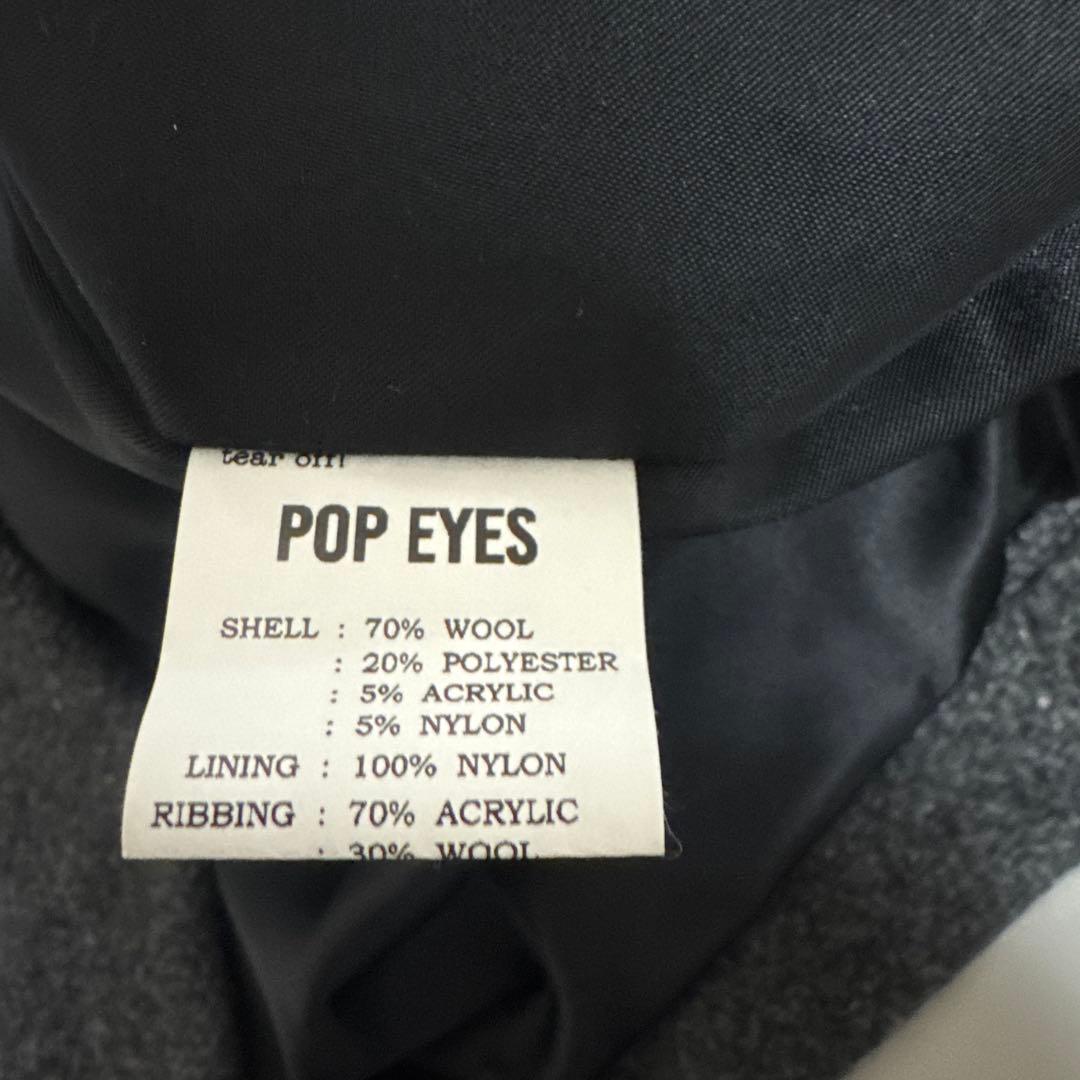 tear off!
POP EYES
SHELL : 70% WOOL
: 20% POLYESTER
: 5% ACRYLIC
: 5% NYLON
LINING : 100% NYLON
RIBBING : 70% ACRYLIC
: 30% WOOL